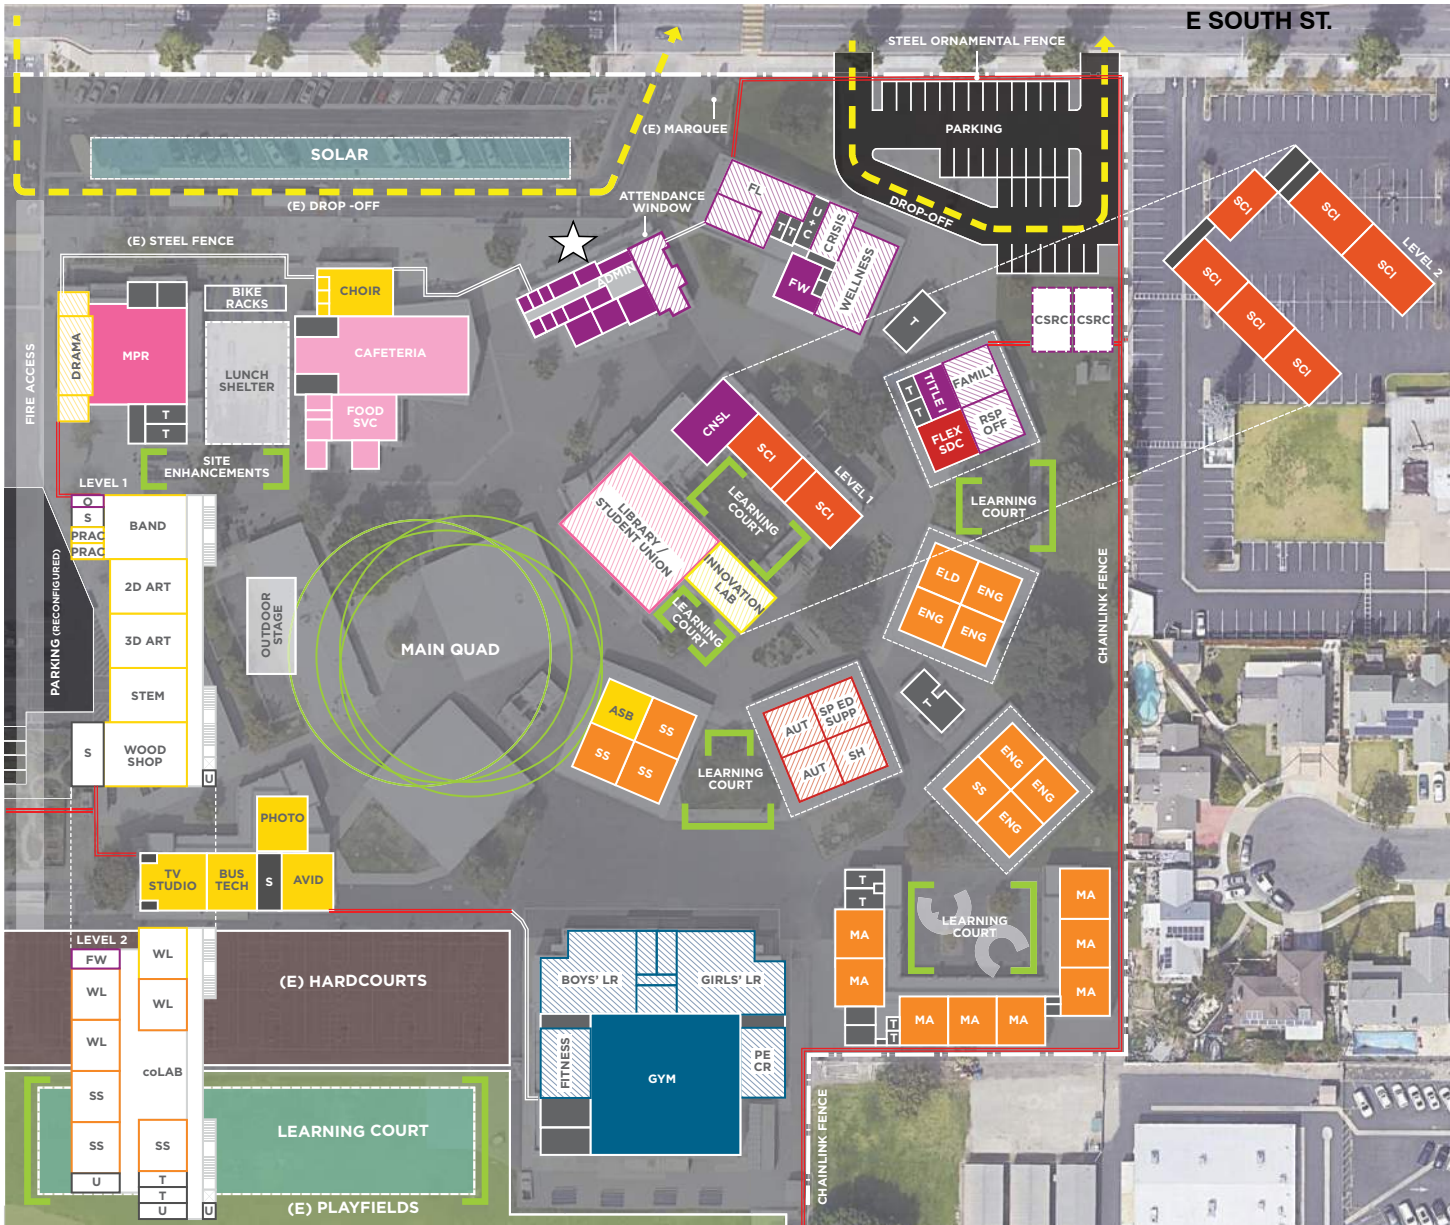 E SOUTH ST.
STEEL ORNAMENTAL FENCE
(E) MARQUEE
PARKING
SOLAR
DROP-OFF
(E) DROP -OFF
ATTENDANCE
WINDOW
FL
T
T
U + C
CRISIS
WELLNESS
FW
ADMIN
(E) STEEL FENCE
BIKE
RACKS
CHOIR
FIRE ACCESS
DRAMA
MPR
T
T
LUNCH
SHELTER
CAFETERIA
FOOD
SVC
SITE
ENHANCEMENTS
T
CSRC
CSRC
SCI
SCI
SCI
LEVEL 2
SCI
SCI
SCI
T
T
TITLE I
FAMILY
FLEX
SDC
RSP
OFF
CNSL
SCI
SCI
LEVEL 1
LEARNING
COURT
LIBRARY /
STUDENT UNION
INNOVATION
LAB
LEARNING
COURT
LEARNING
COURT
CHAINLINK FENCE
LEVEL 1
O
S
PRAC
PRAC
BAND
2D ART
3D ART
STEM
S
WOOD
SHOP
U
PARKING (RECONFIGURED)
OUTDOOR
STAGE
MAIN QUAD
ELD
ENG
ENG
ENG
T
ASB
SS
SS
SS
LEARNING
COURT
AUT
SP ED
SUPP
AUT
SH
ENG
SS
ENG
ENG
PHOTO
TV
STUDIO
BUS
TECH
S
AVID
T
T
MA
MA
LEARNING
COURT
MA
MA
MA
T
T
MA
MA
MA
LEVEL 2
FW
WL
WL
WL
WL
coLAB
SS
SS
SS
U
T
T
U
U
(E) HARDCOURTS
LEARNING COURT
(E) PLAYFIELDS
BOYS' LR
GIRLS' LR
FITNESS
GYM
PE
CR
CHAINLINK FENCE